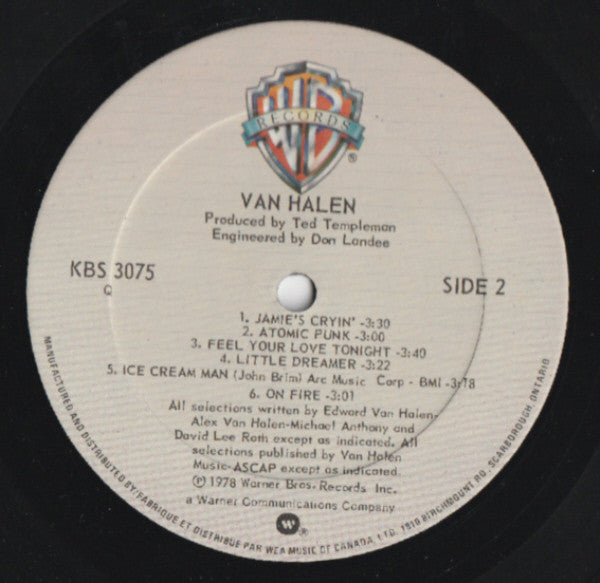 WB
RECORDS
®
VAN HALEN
Produced by Ted Templeman
Engineered by Don Landee
KBS 3075
Q
SIDE 2
1. JAMIE'S CRYIN' -3:30
2. ATOMIC PUNK -3:00
3. FEEL YOUR LOVE TONIGHT -3:40
4. LITTLE DREAMER -3:22
5. ICE CREAM MAN (John Brim) Arc Music Corp - BMI -3:18
6. ON FIRE -3:01
All selections written by Edward Van Halen-
Alex Van Halen-Michael Anthony and
David Lee Roth except as indicated. All
selections published by Van Halen
Music-ASCAP except as indicated.
Ⓟ 1978 Warner Bros. Records Inc.
a Warner Communications Company
®
MANUFACTURED AND DISTRIBUTED BY/FABRIQUE ET DISTRIBUE PAR WEA MUSIC OF CANADA, LTD. 1810 BIRCHMOUNT RD. SCARBOROUGH, ONTARIO